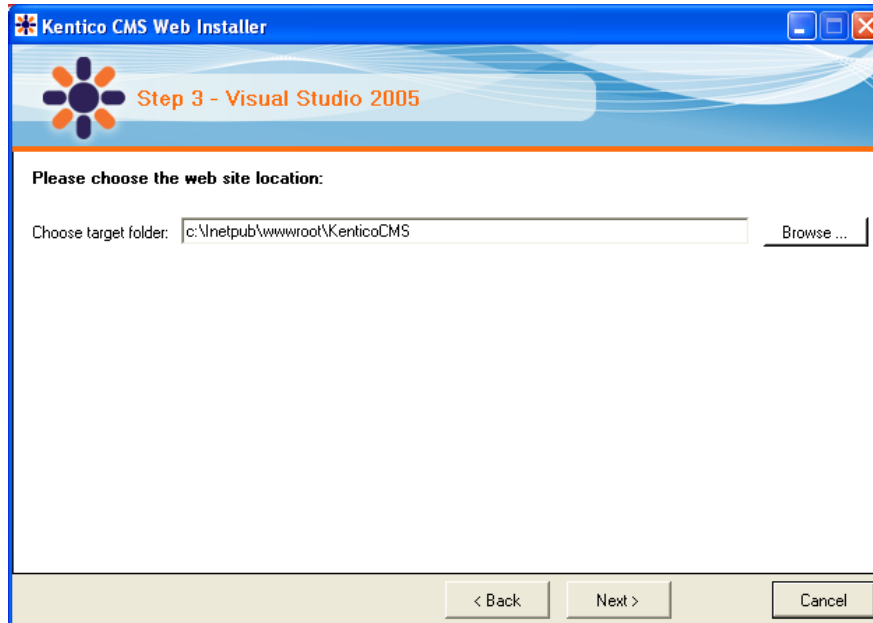 Kentico CMS Web Installer
Step 3 - Visual Studio 2005
Please choose the web site location:
Choose target folder: c:\Inetpub\wwwroot\KenticoCMS Browse ...
< Back Next > Cancel